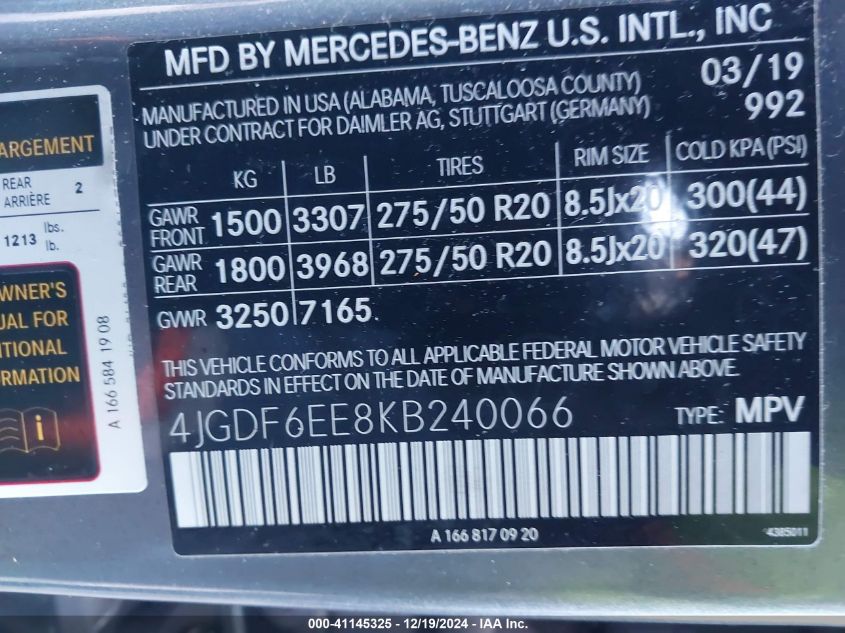 MFD BY MERCEDES-BENZ U.S. INTL., INC
MANUFACTURED IN USA (ALABAMA, TUSCALOOSA COUNTY) 03/19
UNDER CONTRACT FOR DAIMLER AG, STUTTGART (GERMANY) 992
KG LB TIRES RIM SIZE COLD KPA (PSI)
GAWR FRONT 1500 3307 275/50 R20 8.5Jx20 300(44)
GAWR REAR 1800 3968 275/50 R20 8.5Jx20 320(47)
GVWR 3250 7165.
THIS VEHICLE CONFORMS TO ALL APPLICABLE FEDERAL MOTOR VEHICLE SAFETY
STANDARDS IN EFFECT ON THE DATE OF MANUFACTURE SHOWN ABOVE.
4JGDF6EE8KB240066 TYPE: MPV
A 166 817 09 20 4385011
ARGEMENT
REAR
ARRIÈRE 2
1213 lbs.
lb.
WNER'S
UAL FOR
ITIONAL
ORMATION
i
A 166 584 19 08
000-41145325 - 12/19/2024 - IAA Inc.